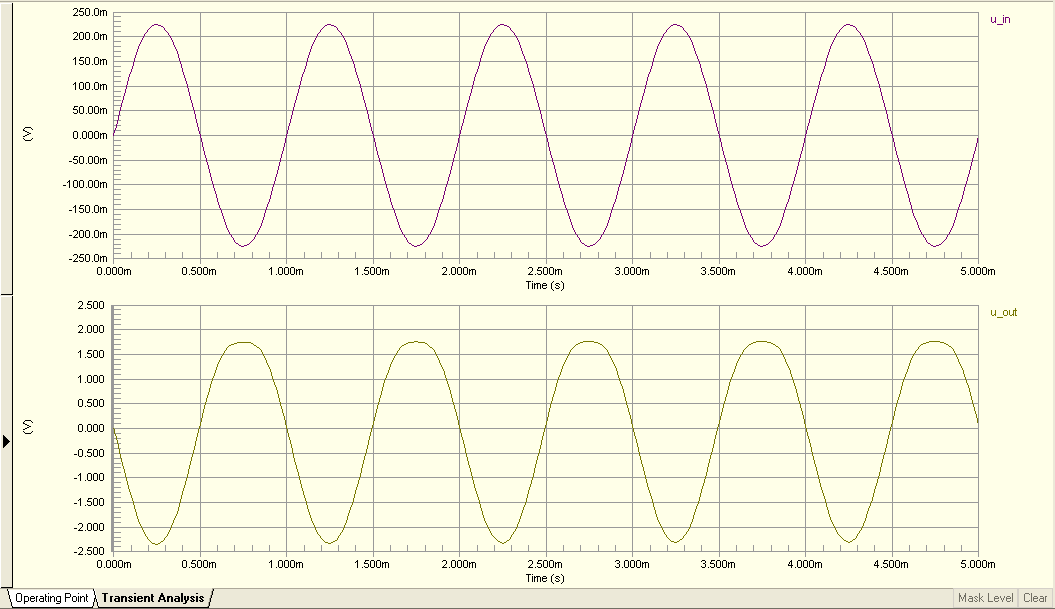 250.0m
u_in
200.0m
150.0m
100.0m
50.00m
0.000m
(V)
-50.00m
-100.00m
-150.0m
-200.0m
-250.0m
0.000m 0.500m 1.000m 1.500m 2.000m 2.500m 3.000m 3.500m 4.000m 4.500m 5.000m
Time (s)
2.500
u_out
2.000
1.500
1.000
0.500
0.000
(V)
-0.500
-1.000
-1.500
-2.000
-2.500
0.000m 0.500m 1.000m 1.500m 2.000m 2.500m 3.000m 3.500m 4.000m 4.500m 5.000m
Time (s)
Operating Point Transient Analysis Mask Level Clear